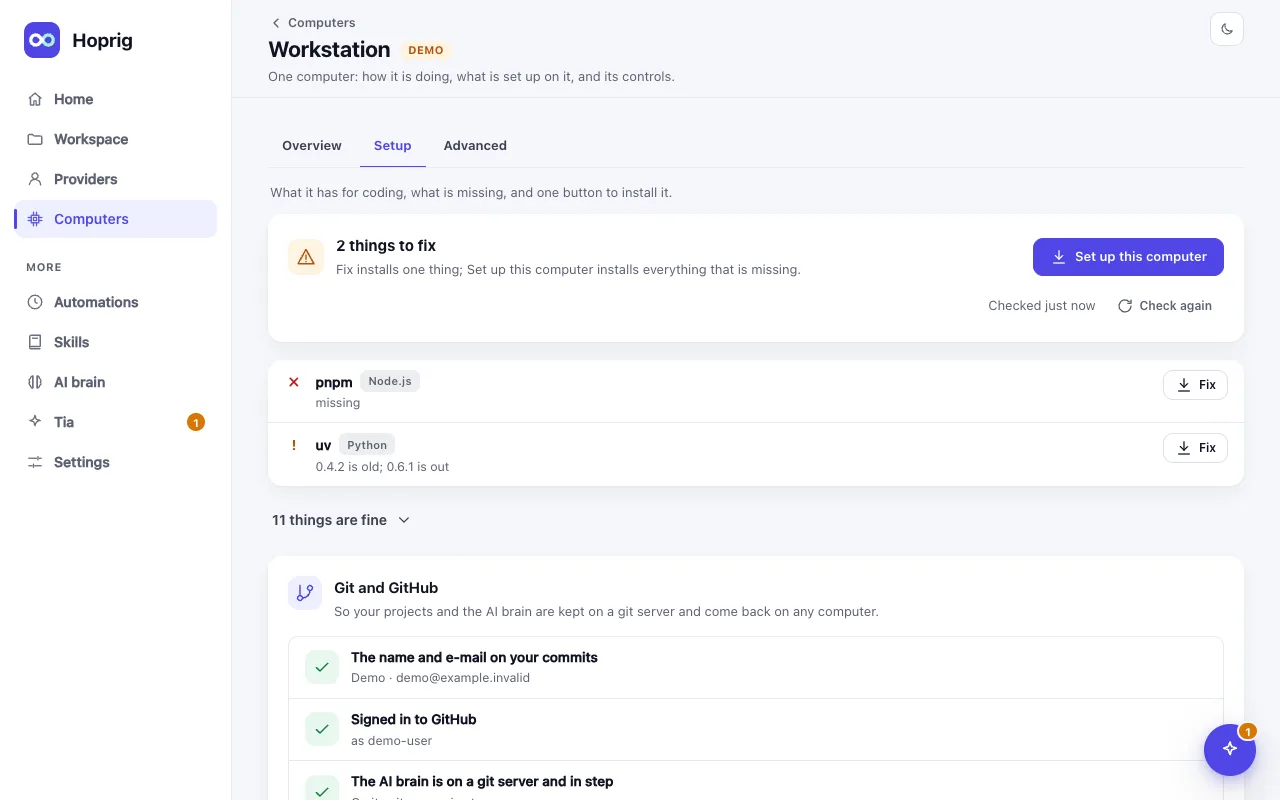 Hoprig
Home
Workspace
Providers
Computers
MORE
Automations
Skills
AI brain
Tia
1
Settings
Computers
Workstation DEMO
One computer: how it is doing, what is set up on it, and its controls.
Overview Setup Advanced
What it has for coding, what is missing, and one button to install it.
2 things to fix
Fix installs one thing; Set up this computer installs everything that is missing.
Set up this computer
Checked just now Check again
pnpm Node.js
missing
Fix
uv Python
0.4.2 is old; 0.6.1 is out
Fix
11 things are fine
Git and GitHub
So your projects and the AI brain are kept on a git server and come back on any computer.
The name and e-mail on your commits
Demo · demo@example.invalid
Signed in to GitHub
as demo-user
The AI brain is on a git server and in step
1